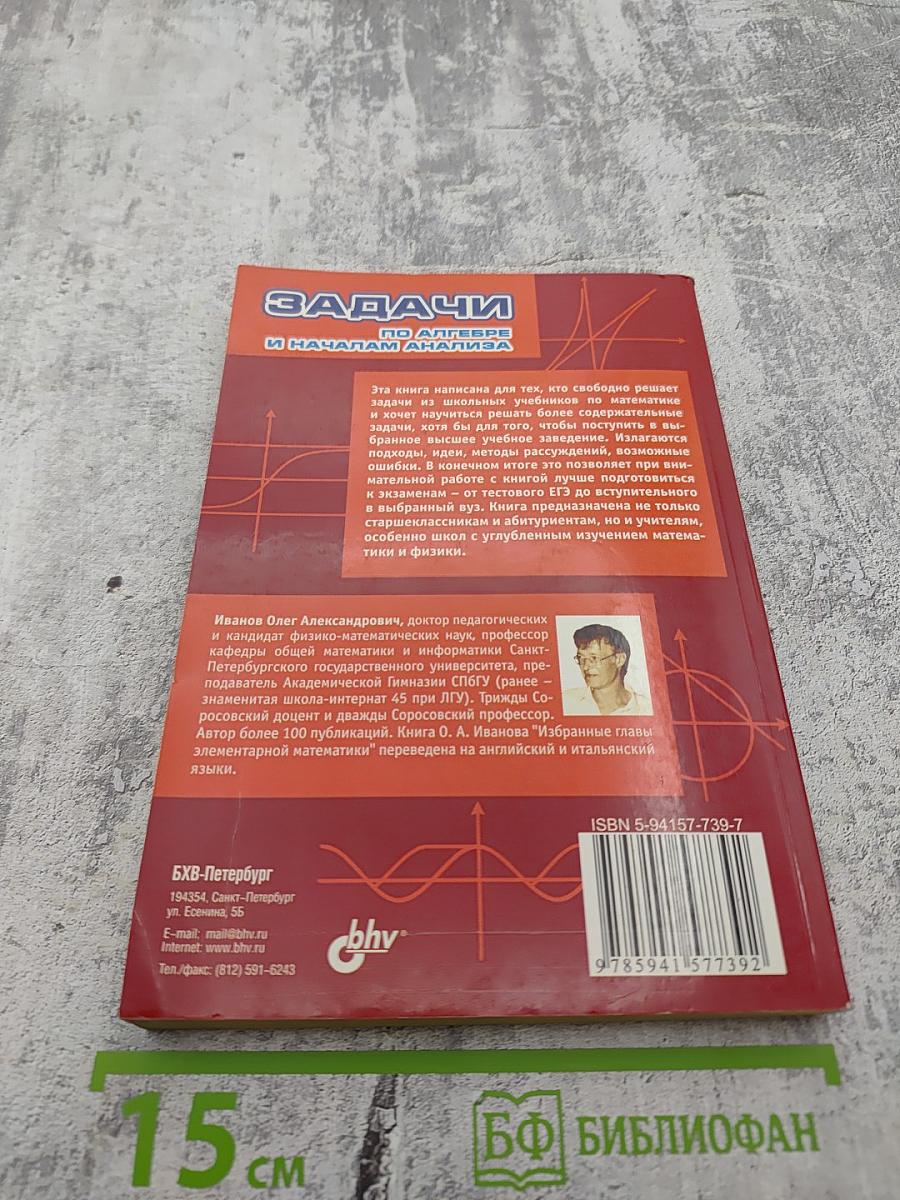 ЗАДАЧИ
ПО АЛГЕБРЕ
И НАЧАЛАМ АНАЛИЗА
Эта книга написана для тех, кто свободно решает
задачи из школьных учебников по математике
и хочет научиться решать более содержательные
задачи, хотя бы для того, чтобы поступить в вы-
бранное высшее учебное заведение. Излагаются
подходы, идеи, методы рассуждений, возможные
ошибки. В конечном итоге это позволяет при вни-
мательной работе с книгой лучше подготовиться
к экзаменам – от тестового ЕГЭ до вступительного
в выбранный вуз. Книга предназначена не только
старшеклассникам и абитуриентам, но и учителям,
особенно школ с углубленным изучением матема-
тики и физики.
Иванов Олег Александрович, доктор педагогических
и кандидат физико-математических наук, профессор
кафедры общей математики и информатики Санкт-
Петербургского государственного университета, пре-
подаватель Академической Гимназии СПбГУ (ранее –
знаменитая школа-интернат 45 при ЛГУ). Трижды Со-
росовский доцент и дважды Соросовский профессор.
Автор более 100 публикаций. Книга О. А. Иванова "Избранные главы
элементарной математики" переведена на английский и итальянский
языки.
ISBN 5-94157-739-7
9 785941 577392
БХВ-Петербург
194354, Санкт-Петербург
ул. Есенина, 5Б
E-mail: mail@bhv.ru
Internet: www.bhv.ru
Тел./факс: (812) 591-6243
bhv®
15 СМ
БФ БИБЛИОФАН